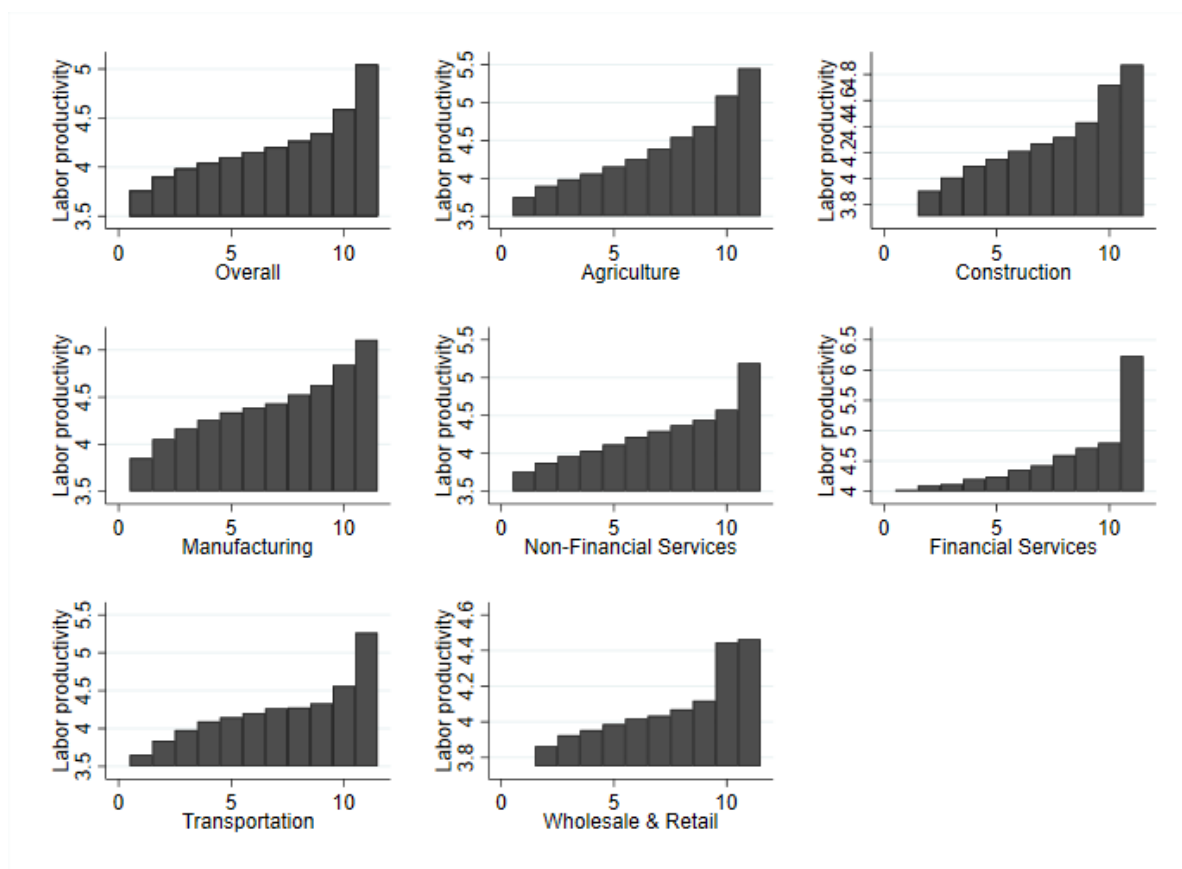 Labor productivity
3.5 4 4.5 5
0 5 10
Overall
Labor productivity
3.5 4 4.5 5 5.5
0 5 10
Agriculture
Labor productivity
3.8 4 4.2 4.4 4.6 4.8
0 5 10
Construction
Labor productivity
3.5 4 4.5 5
0 5 10
Manufacturing
Labor productivity
3.5 4 4.5 5 5.5
0 5 10
Non-Financial Services
Labor productivity
4 4.5 5 5.5 6 6.5
0 5 10
Financial Services
Labor productivity
3.5 4 4.5 5 5.5
0 5 10
Transportation
Labor productivity
3.8 4 4.2 4.4 4.6
0 5 10
Wholesale & Retail